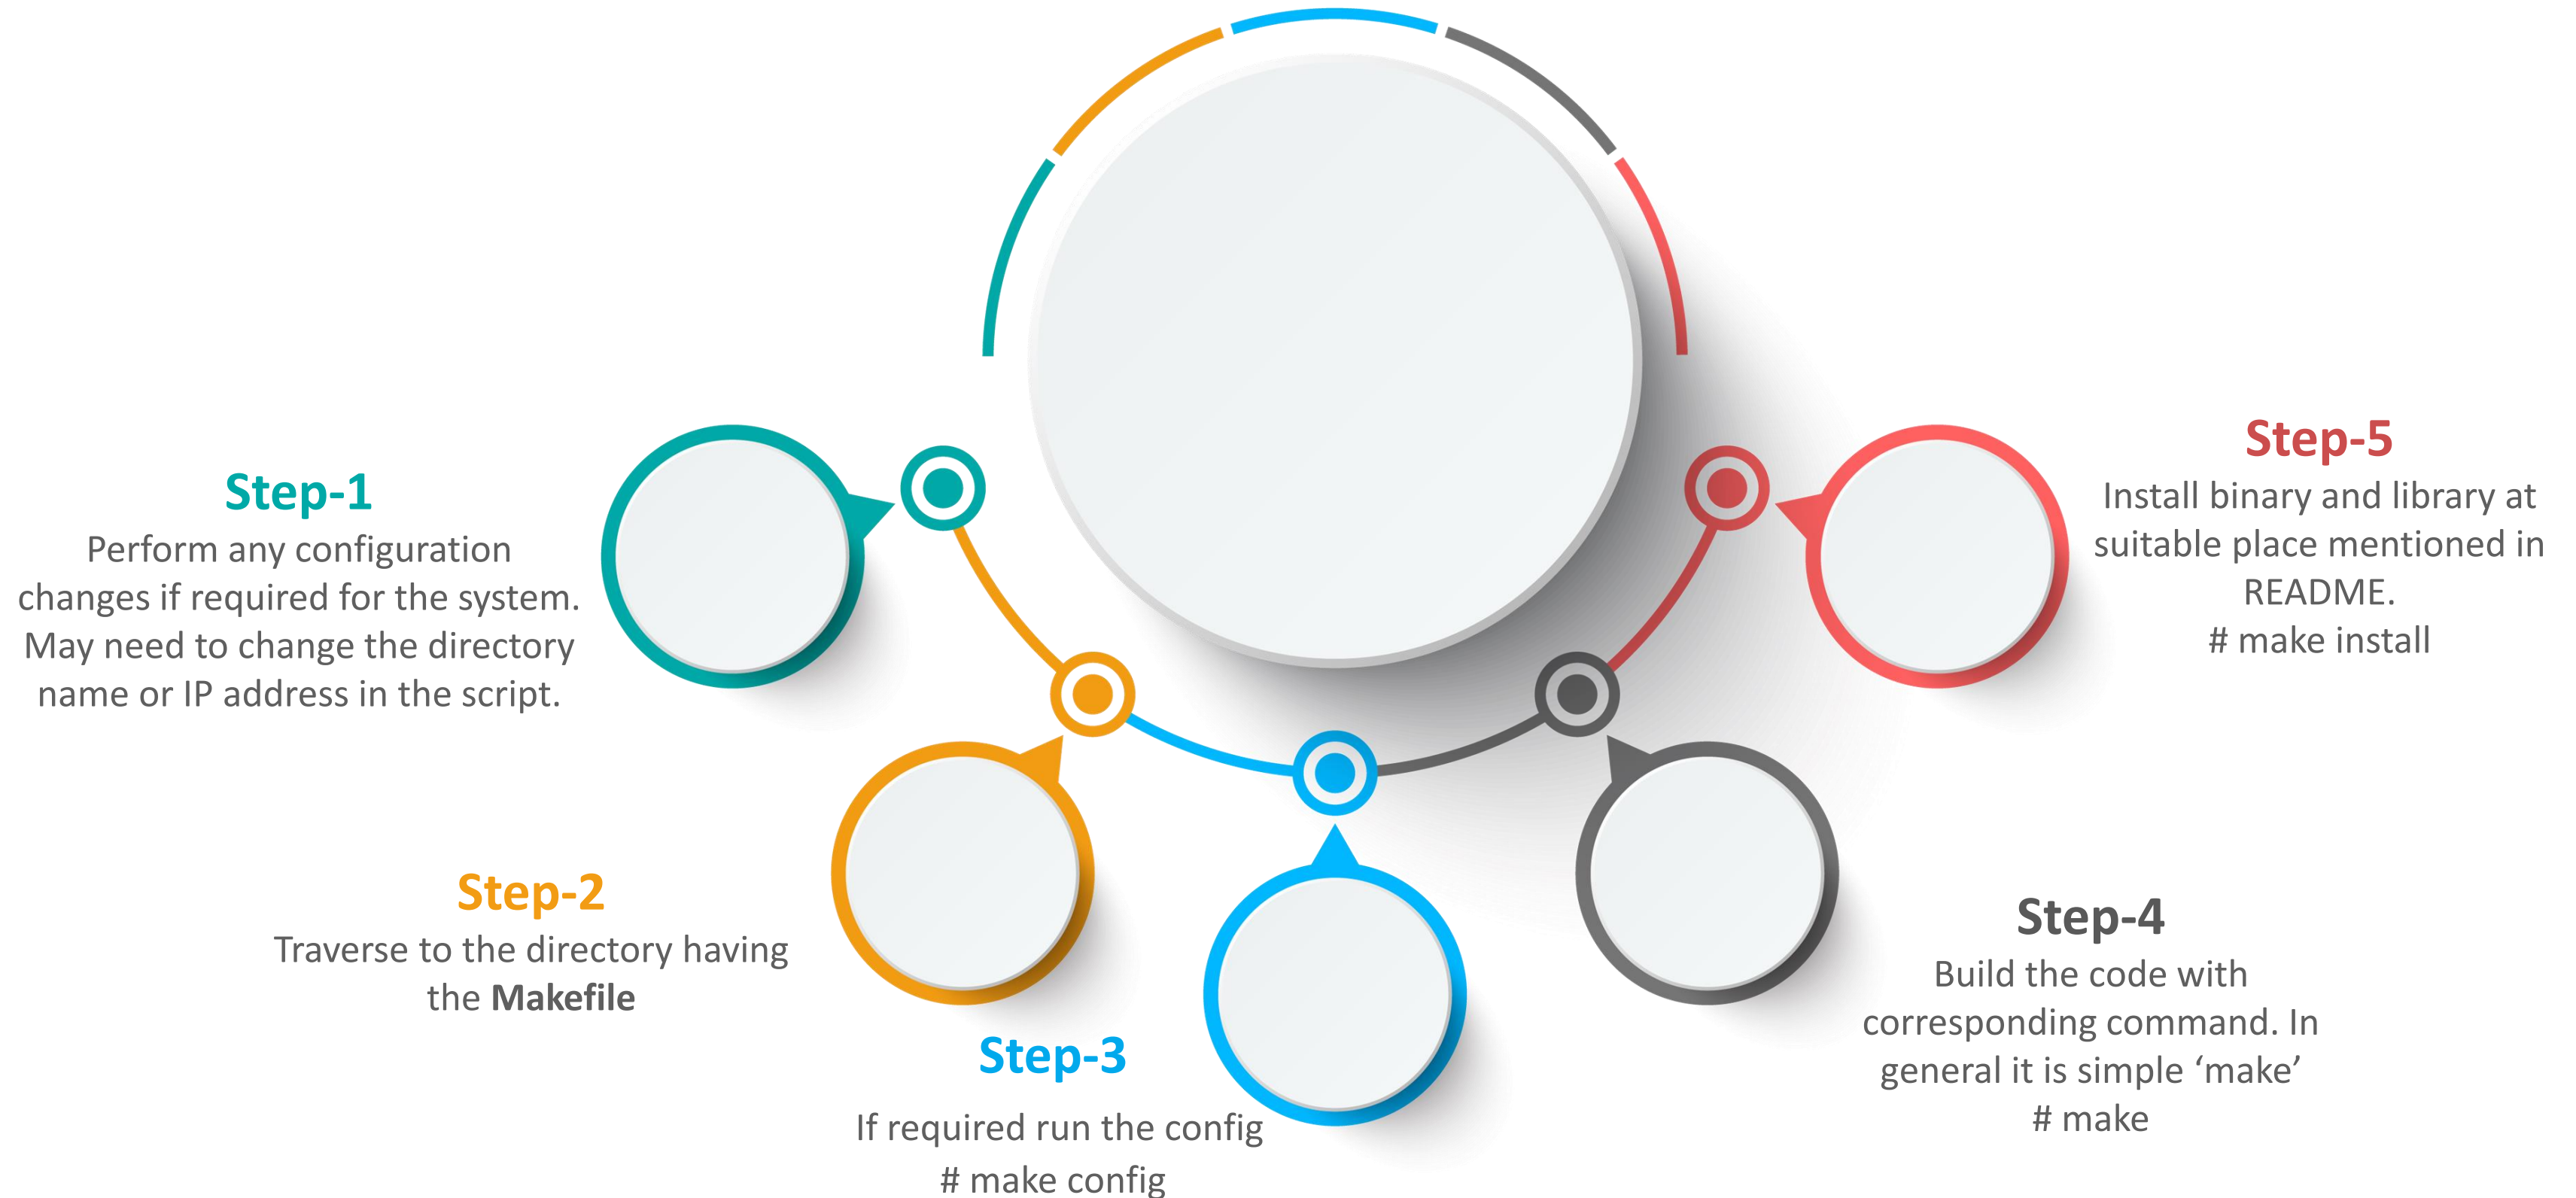 Step-1
Perform any configuration
changes if required for the system.
May need to change the directory
name or IP address in the script.
Step-2
Traverse to the directory having
the Makefile
Step-3
If required run the config
# make config
Step-4
Build the code with
corresponding command. In
general it is simple ‘make’
# make
Step-5
Install binary and library at
suitable place mentioned in
README.
# make install